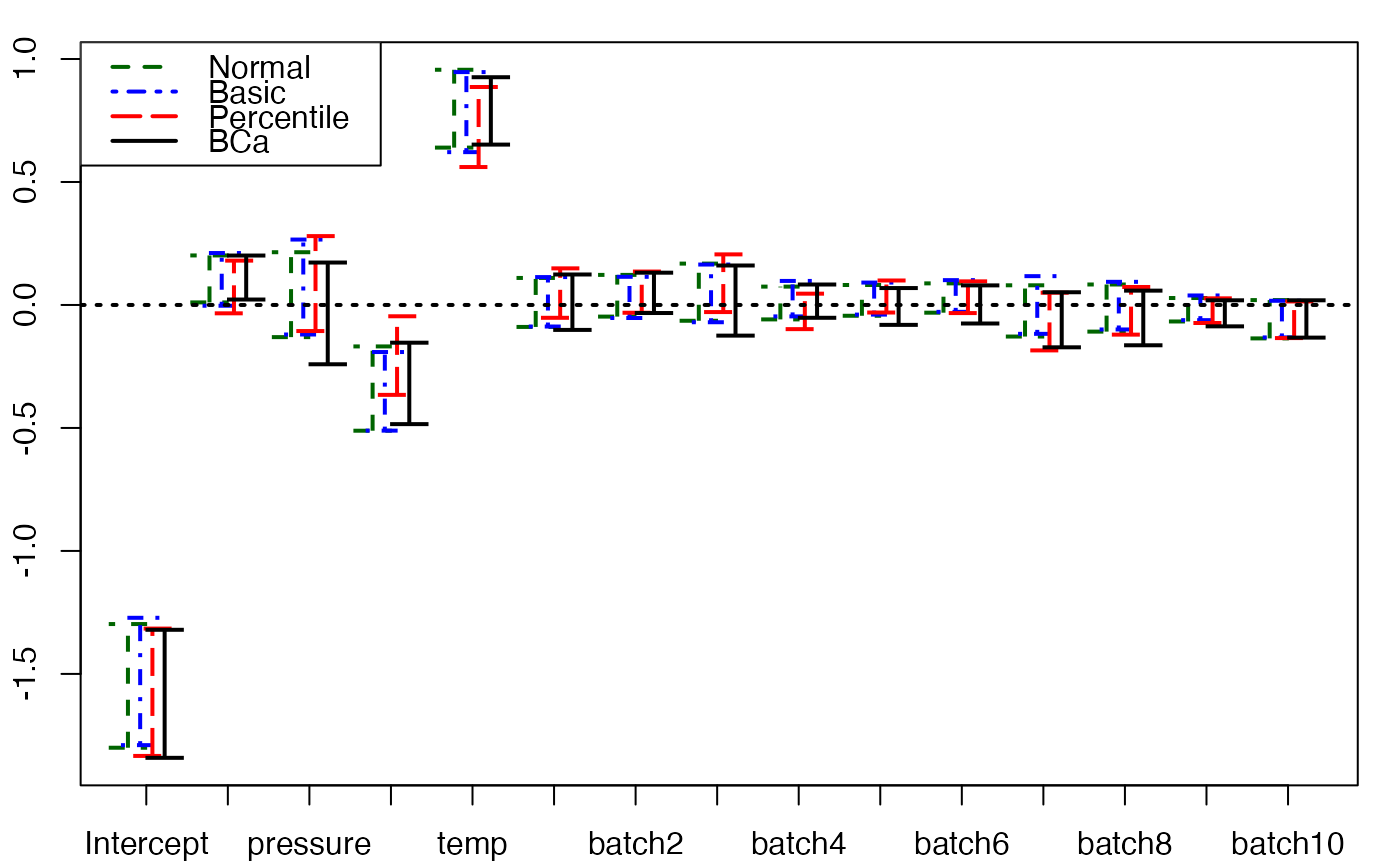 Normal
Basic
Percentile
BCa
1.0
0.5
0.0
-0.5
-1.0
-1.5
Intercept pressure temp batch2 batch4 batch6 batch8 batch10